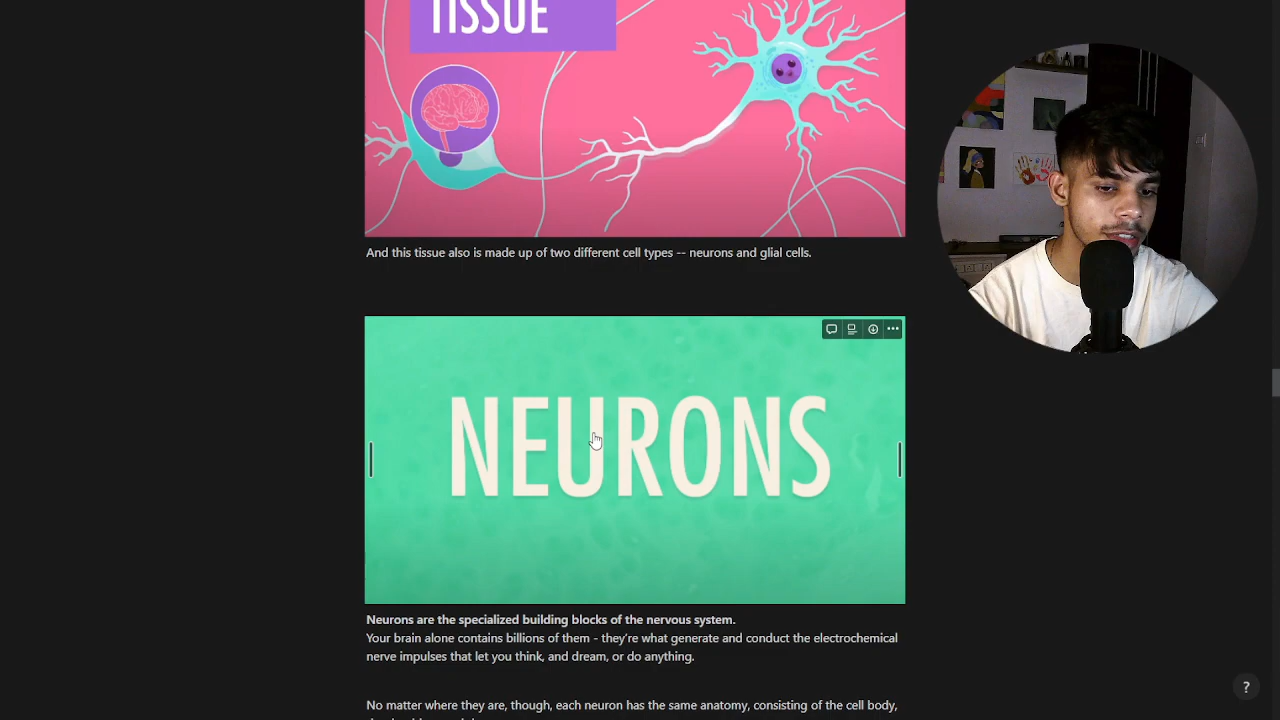 TISSUE
And this tissue also is made up of two different cell types -- neurons and glial cells.
NEURONS
Neurons are the specialized building blocks of the nervous system.
Your brain alone contains billions of them - they're what generate and conduct the electrochemical
nerve impulses that let you think, and dream, or do anything.
No matter where they are, though, each neuron has the same anatomy, consisting of the cell body,
?